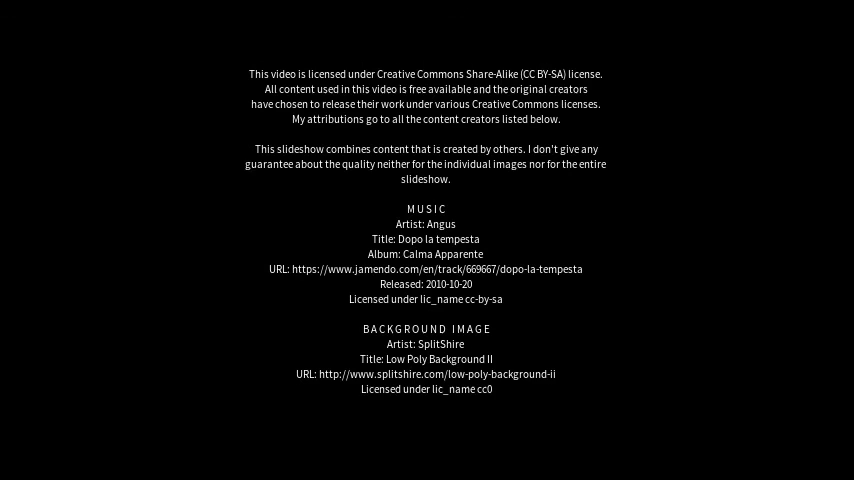 This video is licensed under Creative Commons Share-Alike (CC BY-SA) license.
All content used in this video is free available and the original creators
have chosen to release their work under various Creative Commons licenses.
My attributions go to all the content creators listed below.
This slideshow combines content that is created by others. I don't give any
guarantee about the quality neither for the individual images nor for the entire
slideshow.
MUSIC
Artist: Angus
Title: Dopo la tempesta
Album: Calma Apparente
URL: https://www.jamendo.com/en/track/669667/dopo-la-tempesta
Released: 2010-10-20
Licensed under lic_name cc-by-sa
BACKGROUND IMAGE
Artist: SplitShire
Title: Low Poly Background II
URL: http://www.splitshire.com/low-poly-background-ii
Licensed under lic_name cc0